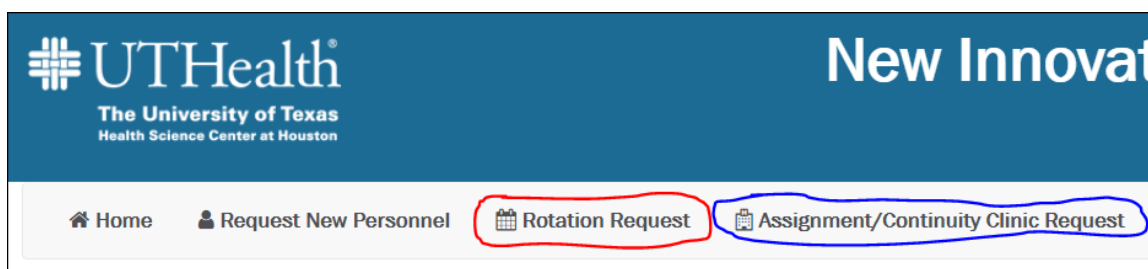 UTHealth®
The University of Texas
Health Science Center at Houston
New Innovat
Home Request New Personnel Rotation Request Assignment/Continuity Clinic Request